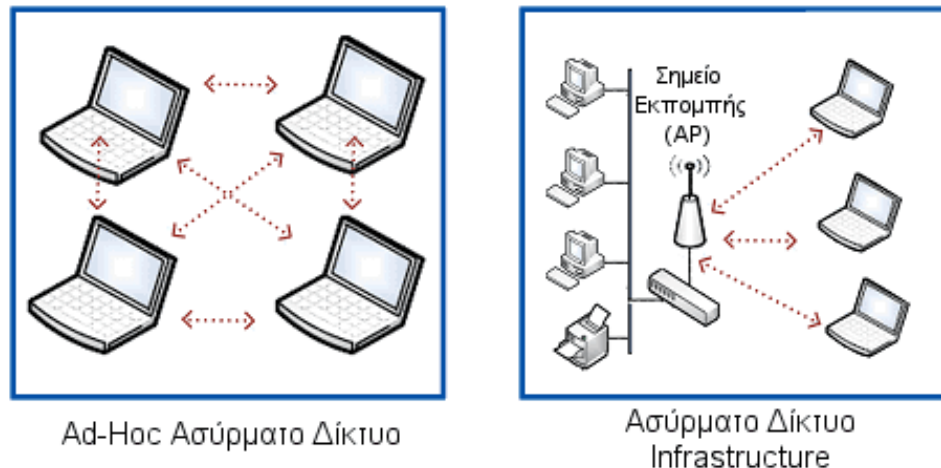 Σημείο
Εκπομπής
(AP)
Ad-Hoc Ασύρματο Δίκτυο
Ασύρματο Δίκτυο
Infrastructure